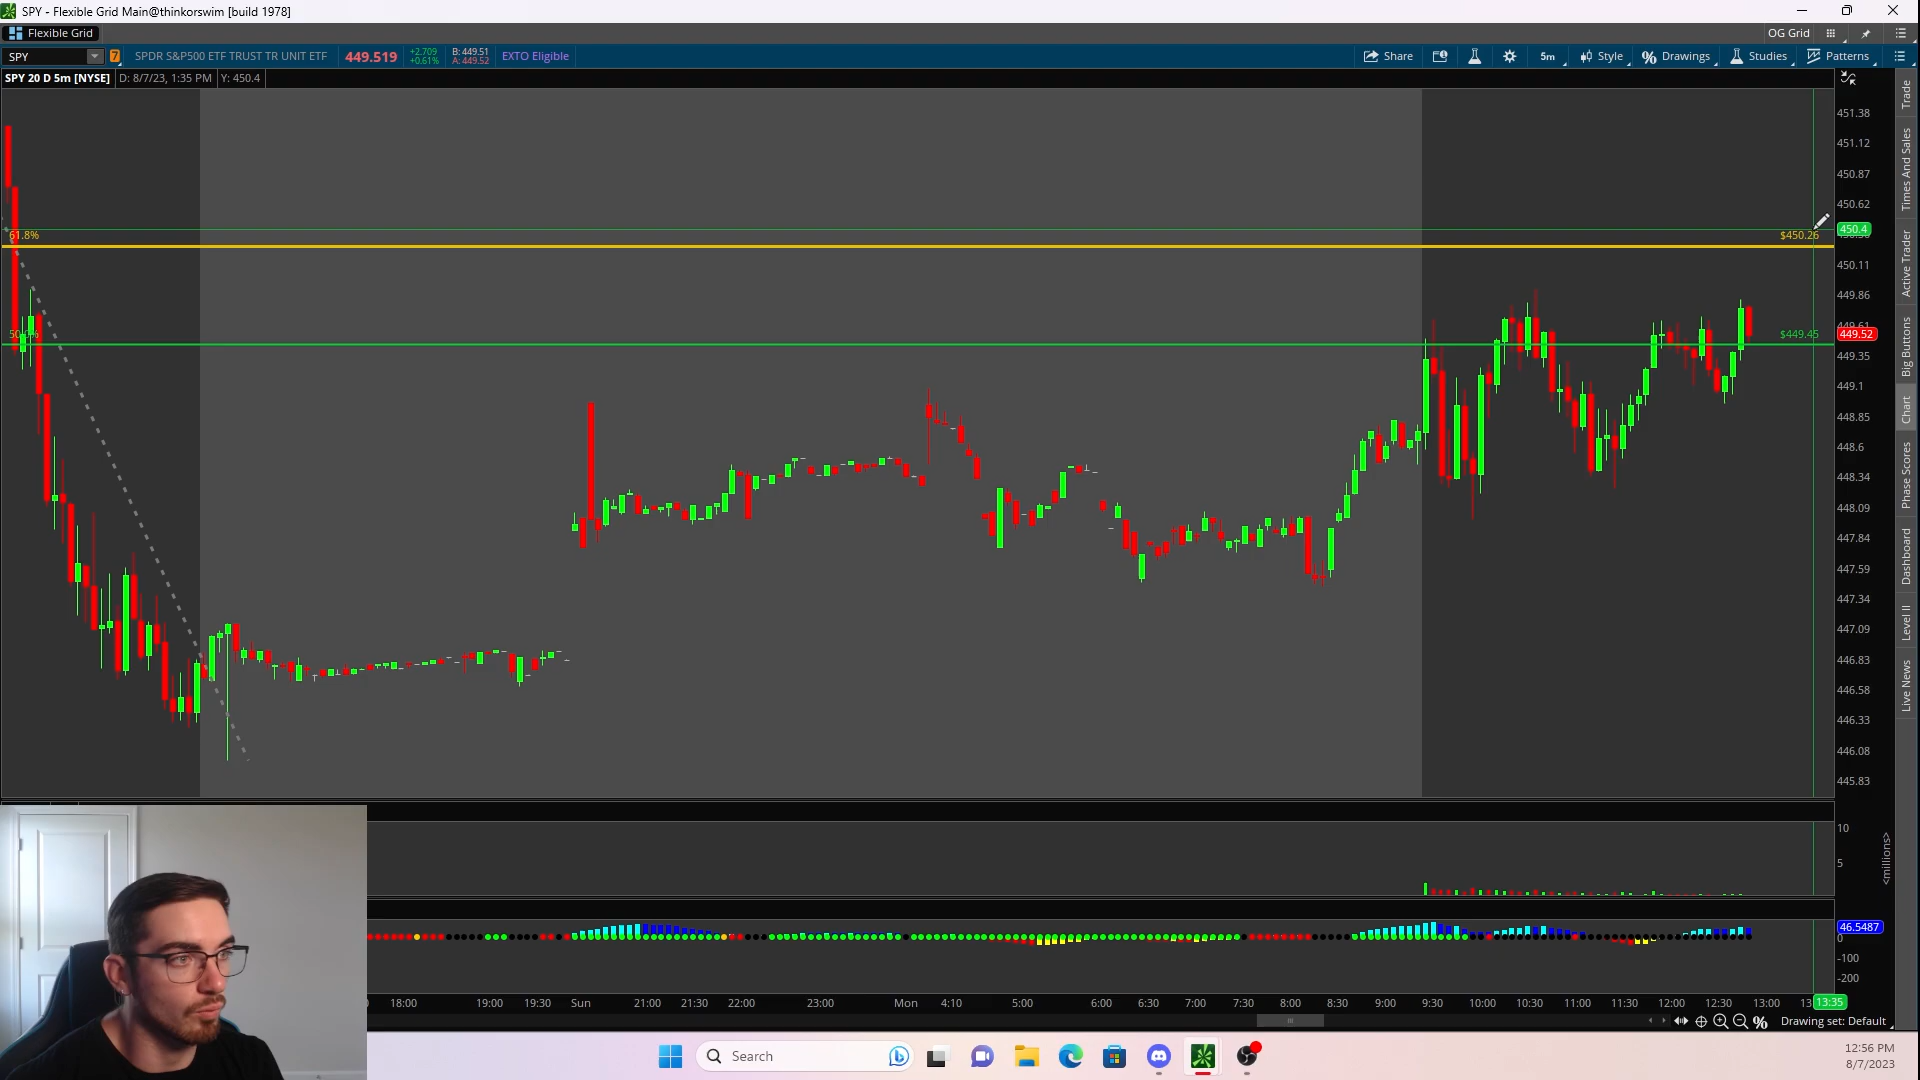 SPY - Flexible Grid Main@thinkorswim [build 1978]
Flexible Grid
OG Grid
SPY
7
SPDR S&P500 ETF TRUST TR UNIT ETF
449.519
+2.709
+0.61%
B: 449.51
A: 449.52
EXTO Eligible
Share
5m
Style
Drawings
Studies
Patterns
SPY 20 D 5m [NYSE]
D: 8/7/23, 1:35 PM
Y: 450.4
451.38
451.12
450.87
450.62
450.4
61.8%
$450.26
450.11
449.86
449.61
449.52
50.0%
$449.45
449.35
449.1
448.85
448.6
448.34
448.09
447.84
447.59
447.34
447.09
446.83
446.58
446.33
446.08
445.83
10
5
<millions>
46.5487
0
-100
-200
18:00 19:00 19:30 Sun 21:00 21:30 22:00 23:00 Mon 4:10 5:00 6:00 6:30 7:00 7:30 8:00 8:30 9:00 9:30 10:00 10:30 11:00 11:30 12:00 12:30 13:00 13:35
Drawing set: Default
Trade
Times And Sales
Active Trader
Big Buttons
Chart
Phase Scores
Dashboard
Level II
Live News
Search
12:56 PM
8/7/2023